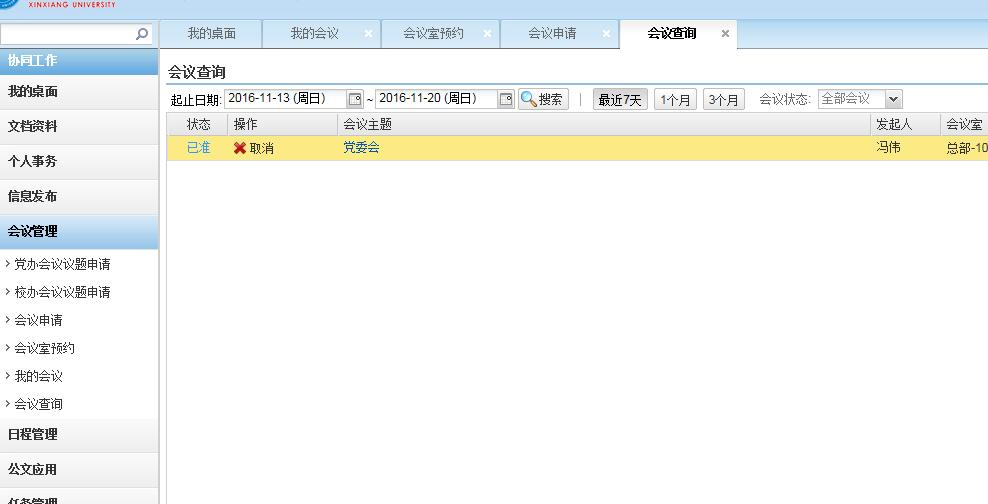 XINXIANG UNIVERSITY
我的桌面 我的会议 会议室预约 会议申请 会议查询
协同工作
我的桌面
文档资料
个人事务
信息发布
会议管理
党办会议议题申请
校办会议议题申请
会议申请
会议室预约
我的会议
会议查询
日程管理
公文应用
任务管理
会议查询
起止日期: 2016-11-13 (周日) ~ 2016-11-20 (周日) 搜索 | 最近7天 1个月 3个月 会议状态: 全部会议
状态 操作 会议主题 发起人 会议室
已准 取消 党委会 冯伟 总部-10